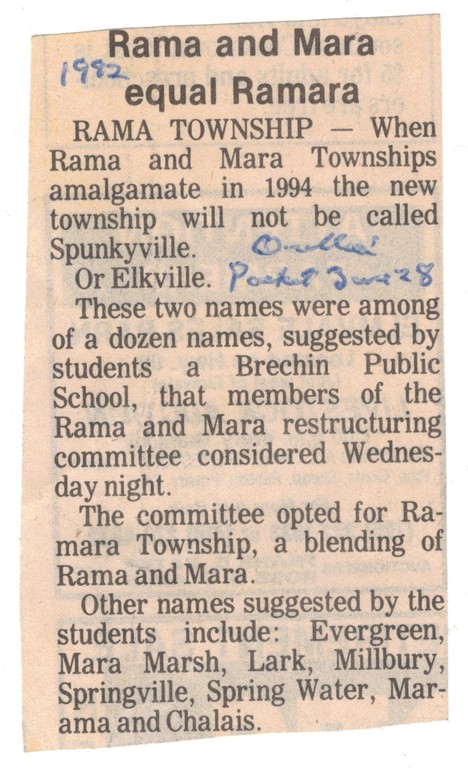 Rama and Mara
1992
equal Ramara
RAMA TOWNSHIP — When
Rama and Mara Townships
amalgamate in 1994 the new
township will not be called
Spunkyville.
Or Elkville. Packet June 28
These two names were among
of a dozen names, suggested by
students a Brechin Public
School, that members of the
Rama and Mara restructuring
committee considered Wednes-
day night.
The committee opted for Ra-
mara Township, a blending of
Rama and Mara.
Other names suggested by the
students include: Evergreen,
Mara Marsh, Lark, Millbury,
Springville, Spring Water, Mar-
ama and Chalais.